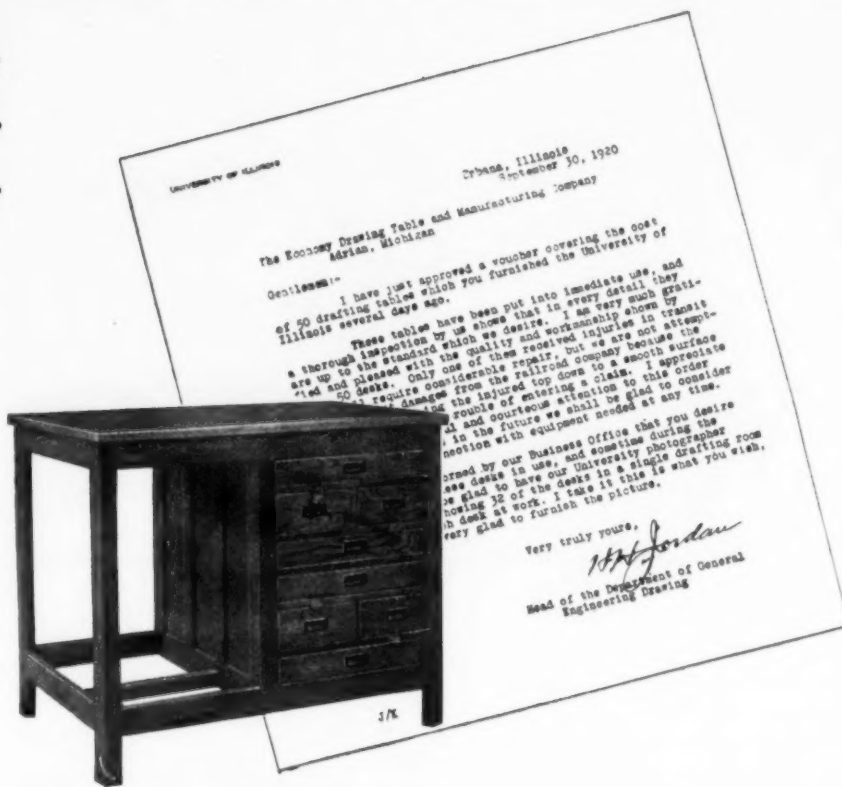 UNIVERSITY OF ILLINOIS
Urbana, Illinois
September 30, 1920
The Economy Drawing Table and Manufacturing Company
Adrian, Michigan
Gentlemen:-
I have just approved a voucher covering the cost
of 50 drafting tables which you furnished the University of
Illinois several days ago.
These tables have been put into immediate use, and
a thorough inspection by us shows that in every detail they
are up to the standard which we desire. I am very much grati-
fied and pleased with the quality and workmanship shown by
50 desks. Only one of them received injuries in transit
require considerable repair, but we are not attempt-
damages from the railroad company because the
the injured top down to a smooth surface
rouble of entering a claim. I appreciate
ul and courteous attention to this order
in the future we shall be glad to consider
nection with equipment needed at any time.
ormed by our Business Office that you desire
ese desks in use, and sometime during the
be glad to have our University photographer
howing 32 of the desks in a single drafting room
h desk at work. I take it this is what you wish,
very glad to furnish the picture.
Very truly yours,
HH Jordan
Head of the Department of General
Engineering Drawing
J/K